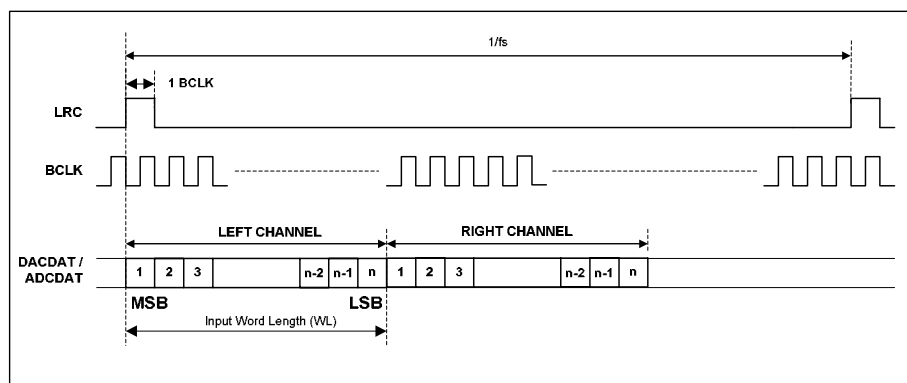 1/fs
1 BCLK
LRC
BCLK
LEFT CHANNEL RIGHT CHANNEL
DACDAT /
ADCDAT
1 2 3 n-2 n-1 n 1 2 3 n-2 n-1 n
MSB LSB
Input Word Length (WL)